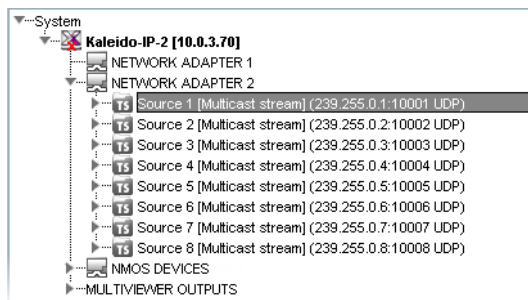 System
Kaleido-IP-2 [10.0.3.70]
NETWORK ADAPTER 1
NETWORK ADAPTER 2
TS Source 1 [Multicast stream] (239.255.0.1:10001 UDP)
TS Source 2 [Multicast stream] (239.255.0.2:10002 UDP)
TS Source 3 [Multicast stream] (239.255.0.3:10003 UDP)
TS Source 4 [Multicast stream] (239.255.0.4:10004 UDP)
TS Source 5 [Multicast stream] (239.255.0.5:10005 UDP)
TS Source 6 [Multicast stream] (239.255.0.6:10006 UDP)
TS Source 7 [Multicast stream] (239.255.0.7:10007 UDP)
TS Source 8 [Multicast stream] (239.255.0.8:10008 UDP)
NMOS DEVICES
MULTIVIEWER OUTPUTS